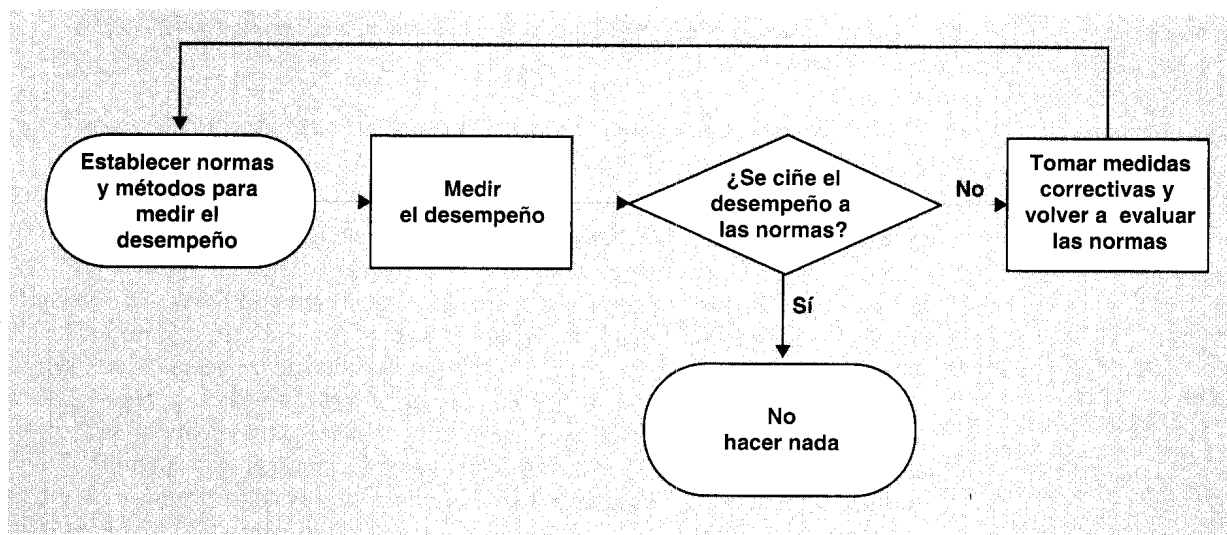 Establecer normas
y métodos para
medir el
desempeño
Medir
el desempeño
¿Se ciñe el
desempeño a
las normas?
No
Tomar medidas
correctivas y
volver a evaluar
las normas
Sí
No
hacer nada